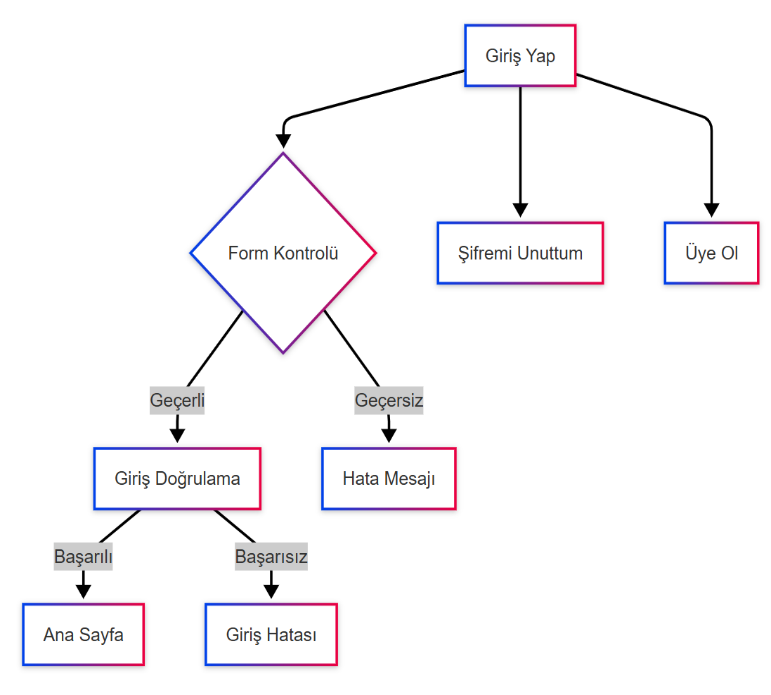 Giriş Yap
Form Kontrolü
Şifremi Unuttum
Üye Ol
Geçerli
Geçersiz
Giriş Doğrulama
Hata Mesajı
Başarılı
Başarısız
Ana Sayfa
Giriş Hatası